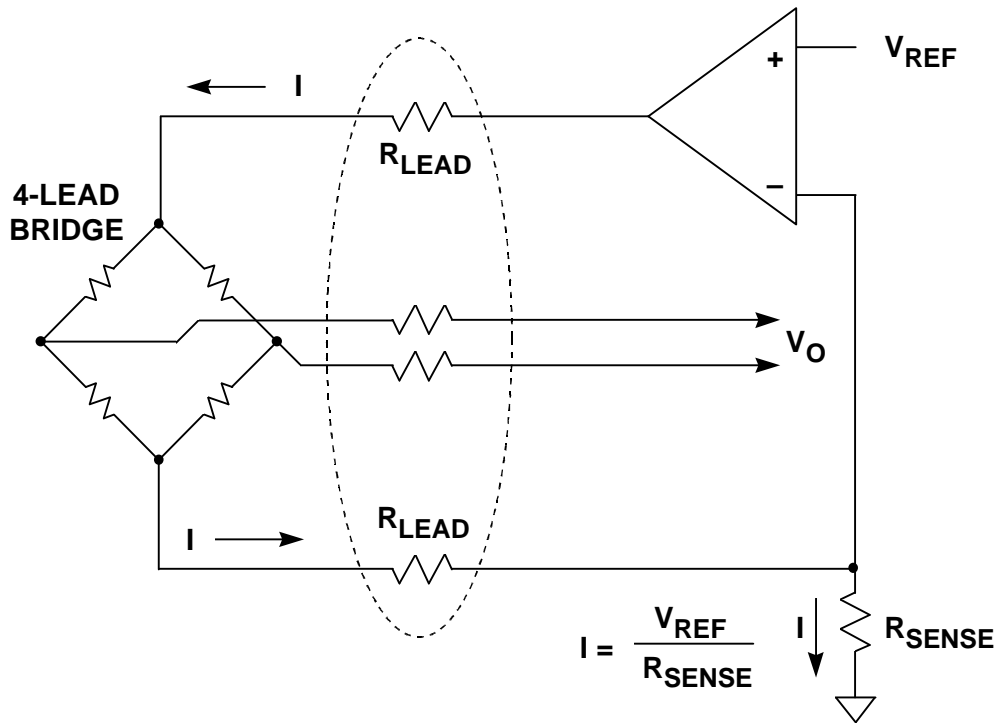 I
+
V_REF
R_LEAD
−
4-LEAD
BRIDGE
V_O
R_LEAD
I
I = V_REF / R_SENSE
I
R_SENSE